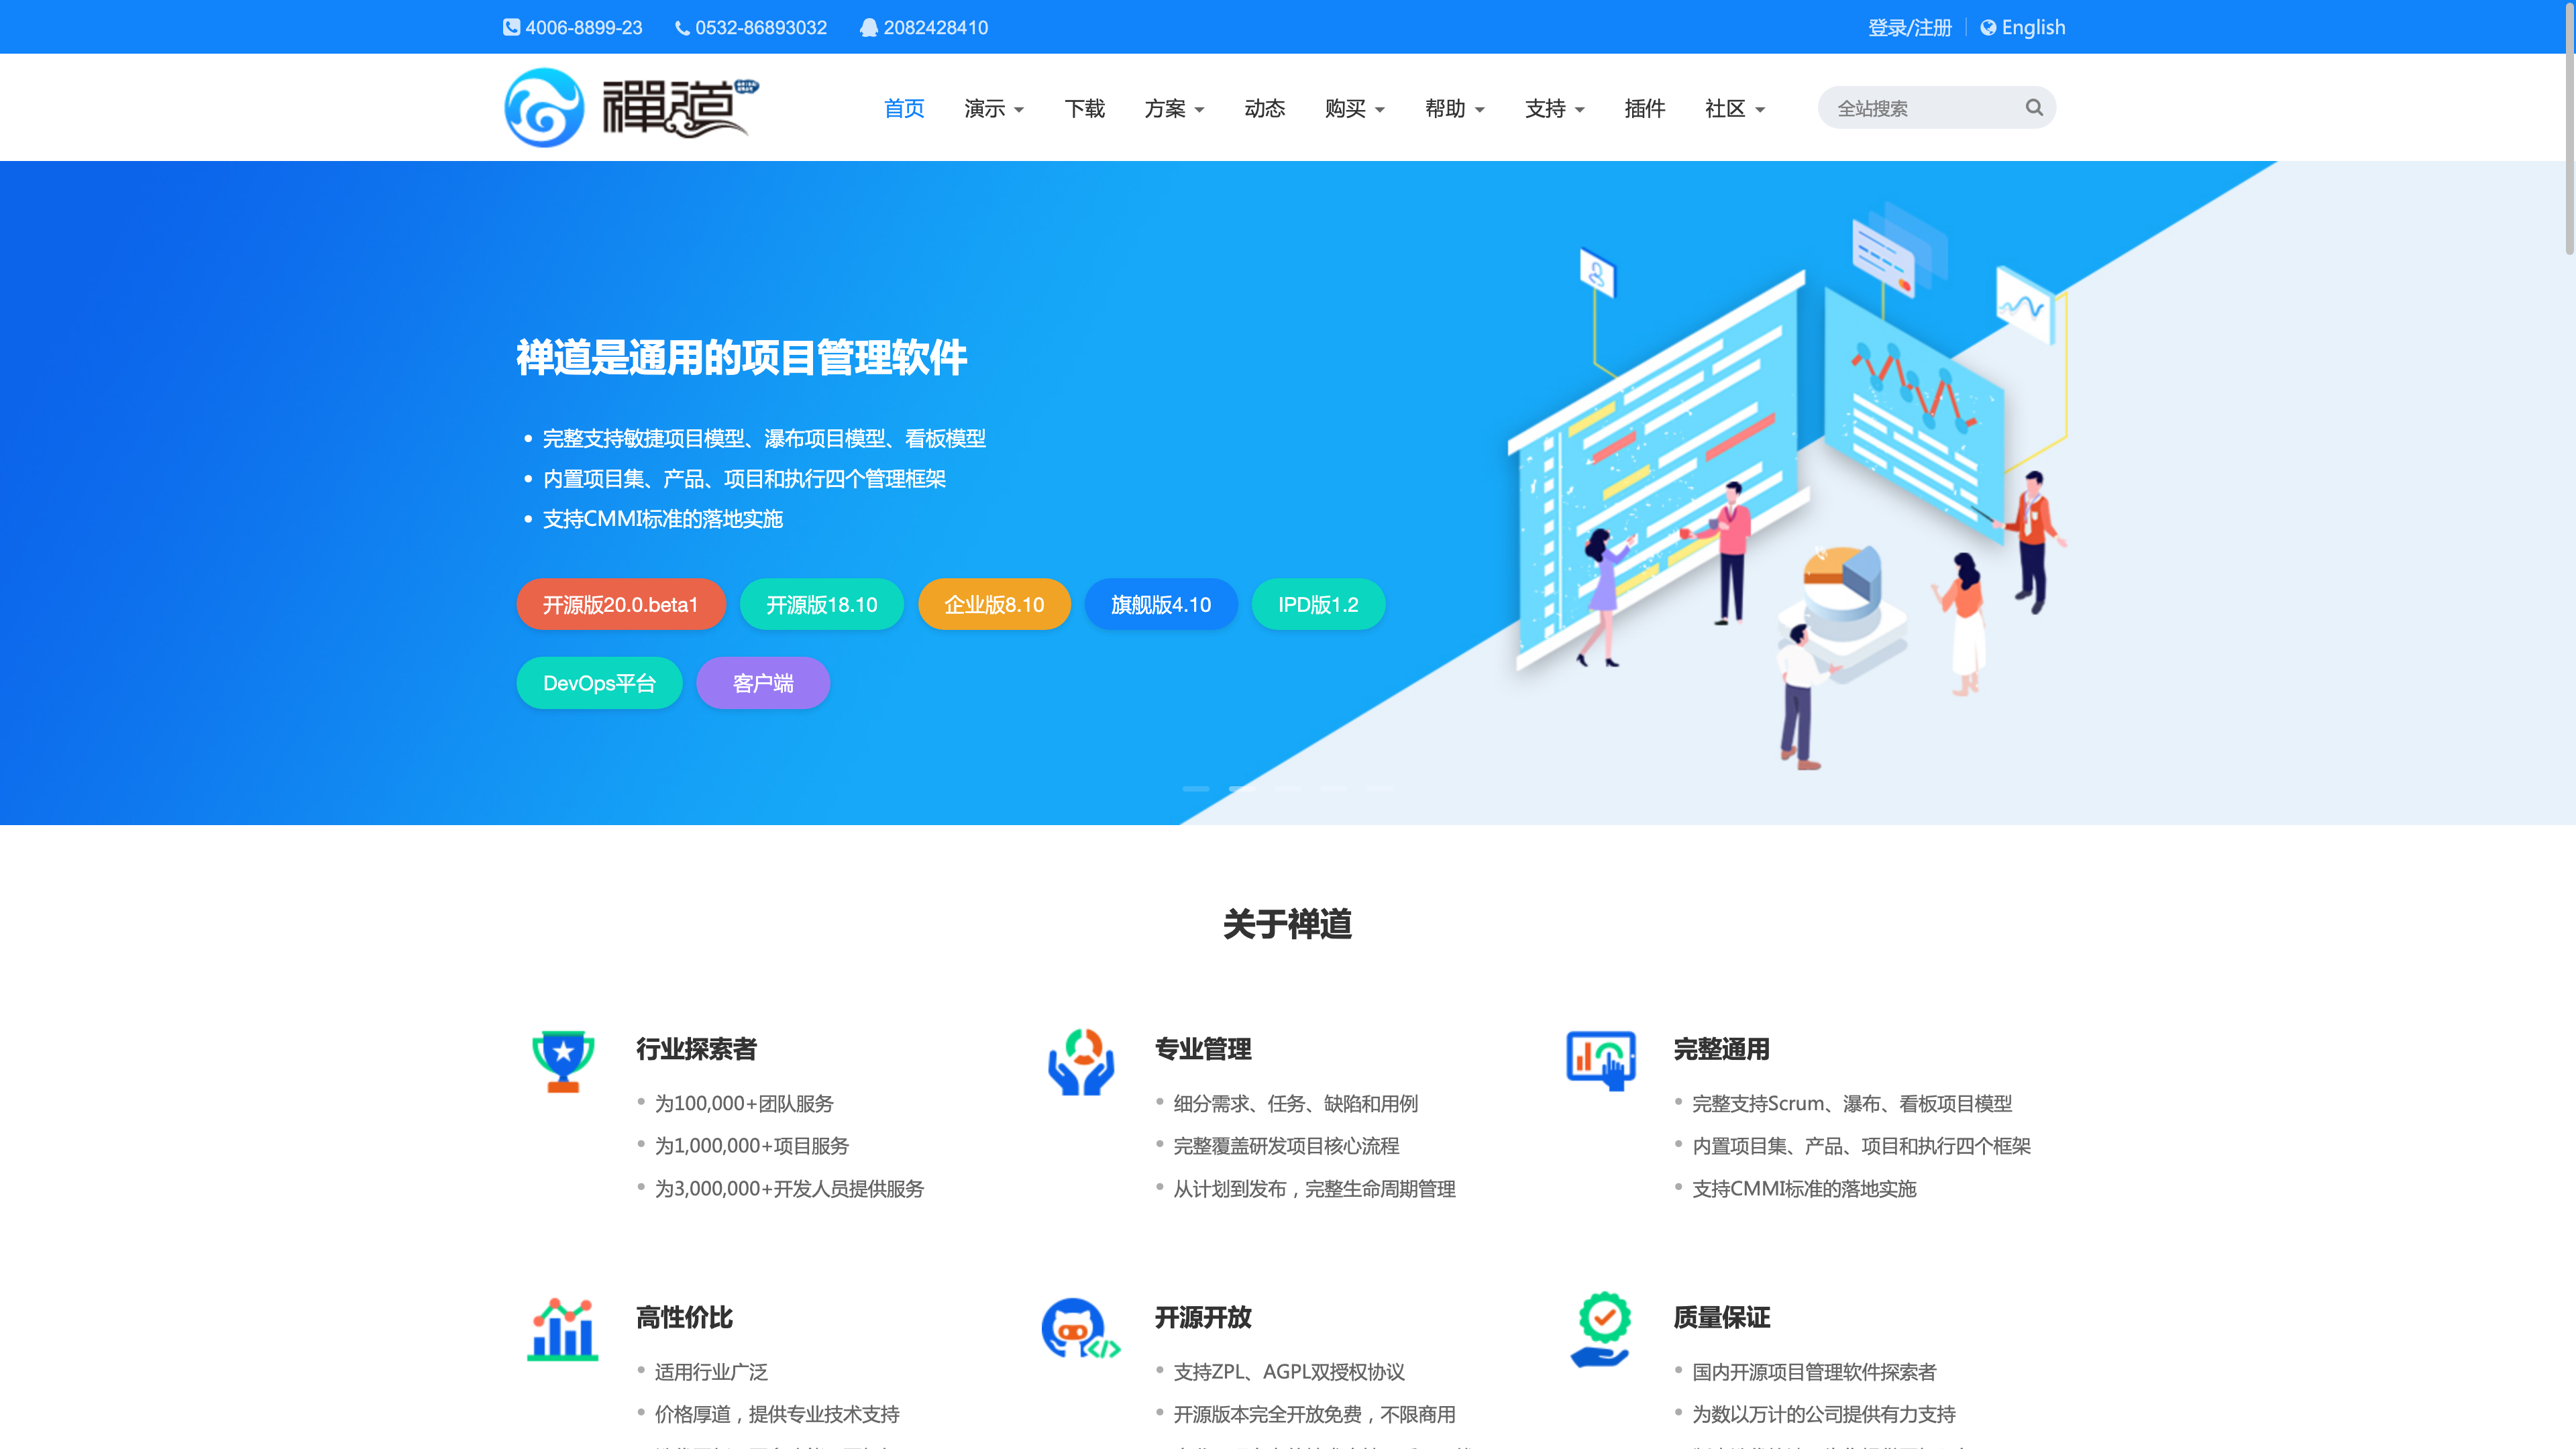 4006-8899-23 0532-86893032 2082428410 登录/注册 English
禪道 首页 演示 下载 方案 动态 购买 帮助 支持 插件 社区 全站搜索
禅道是通用的项目管理软件
完整支持敏捷项目模型、瀑布项目模型、看板模型
内置项目集、产品、项目和执行四个管理框架
支持CMMI标准的落地实施
开源版20.0.beta1 开源版18.10 企业版8.10 旗舰版4.10 IPD版1.2
DevOps平台 客户端
关于禅道
行业探索者
为100,000+团队服务
为1,000,000+项目服务
为3,000,000+开发人员提供服务
专业管理
细分需求、任务、缺陷和用例
完整覆盖研发项目核心流程
从计划到发布，完整生命周期管理
完整通用
完整支持Scrum、瀑布、看板项目模型
内置项目集、产品、项目和执行四个框架
支持CMMI标准的落地实施
高性价比
适用行业广泛
价格厚道，提供专业技术支持
开源开放
支持ZPL、AGPL双授权协议
开源版本完全开放免费，不限商用
质量保证
国内开源项目管理软件探索者
为数以万计的公司提供有力支持